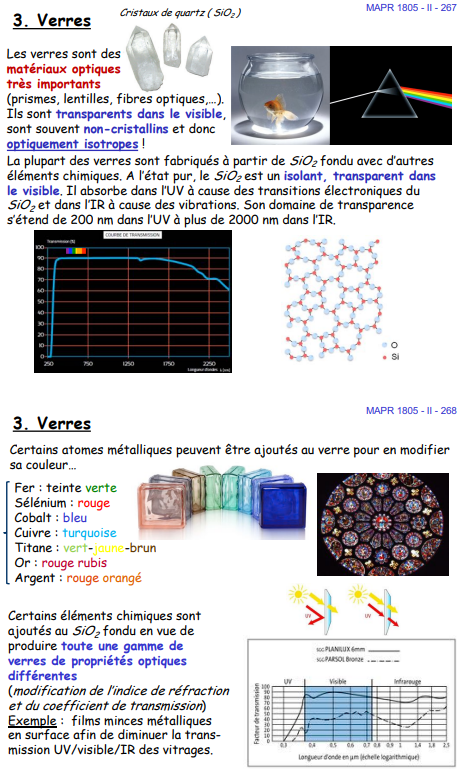 MAPR 1805 - II - 267
3. Verres
Cristaux de quartz ( SiO₂ )
Les verres sont des
matériaux optiques
très importants
(prismes, lentilles, fibres optiques,…).
Ils sont transparents dans le visible,
sont souvent non-cristallins et donc
optiquement isotropes !
La plupart des verres sont fabriqués à partir de SiO₂ fondu avec d'autres
éléments chimiques. A l'état pur, le SiO₂ est un isolant, transparent dans
le visible. Il absorbe dans l'UV à cause des transitions électroniques du
SiO₂ et dans l'IR à cause des vibrations. Son domaine de transparence
s'étend de 200 nm dans l'UV à plus de 2000 nm dans l'IR.
COURBE DE TRANSMISSION
Transmission (%)
100
90
80
70
60
50
40
30
20
10
0
250 750 1250 1750 2250
Longueur d'onde
O
Si
MAPR 1805 - II - 268
3. Verres
Certains atomes métalliques peuvent être ajoutés au verre pour en modifier
sa couleur…
Fer : teinte verte
Sélénium : rouge
Cobalt : bleu
Cuivre : turquoise
Titane : vert-jaune-brun
Or : rouge rubis
Argent : rouge orangé
Certains éléments chimiques sont
ajoutés au SiO₂ fondu en vue de
produire toute une gamme de
verres de propriétés optiques
différentes
(modification de l'indice de réfraction
et du coefficient de transmission)
Exemple : films minces métalliques
en surface afin de diminuer la trans-
mission UV/visible/IR des vitrages.
SGG PLANILUX 6mm
SGG PARSOL Bronze
UV Visible Infrarouge
Facteur de transmission
100
90
80
70
60
50
40
30
20
10
0
0,3 0,4 0,5 0,6 0,7 0,9 1,1 1,4 1,8 2,5
Longueur d'onde en µm (échelle logarithmique)